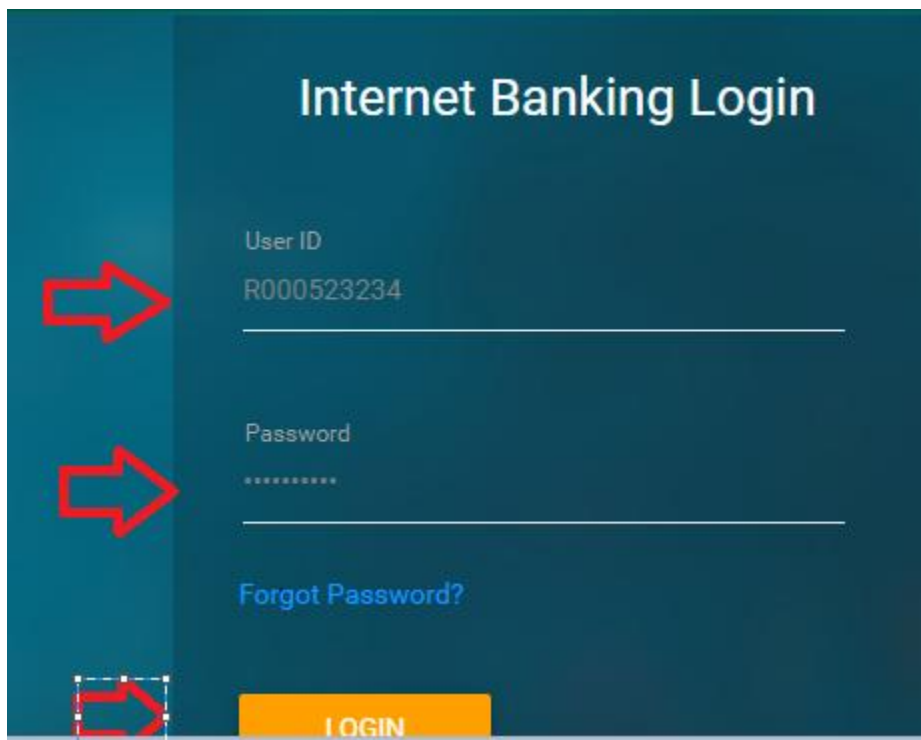 Internet Banking Login
User ID
R000523234
Password
••••••••••
Forgot Password?
LOGIN